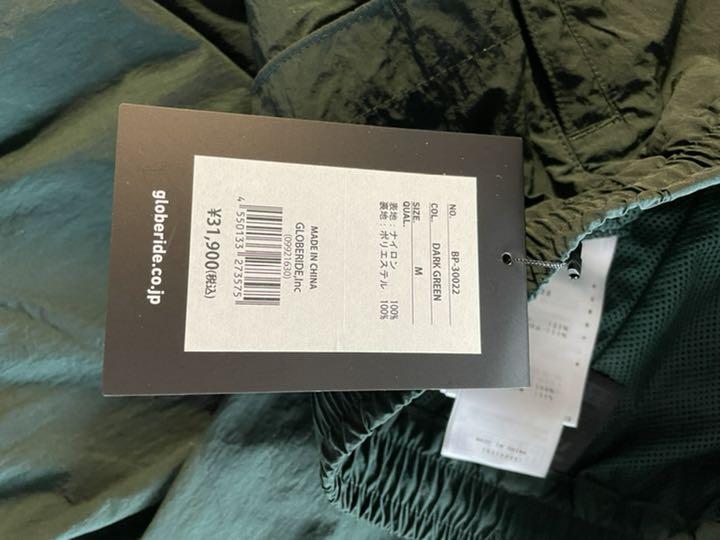 NO. BP-30022
COL. DARK GREEN
SIZE. M
QUAL.
表地：ナイロン 100%
裏地：ポリエステル 100%
MADE IN CHINA
GLOBERIDE,Inc
(09921630)
4 550133 273575
¥31,900(税込)
globeride.co.jp